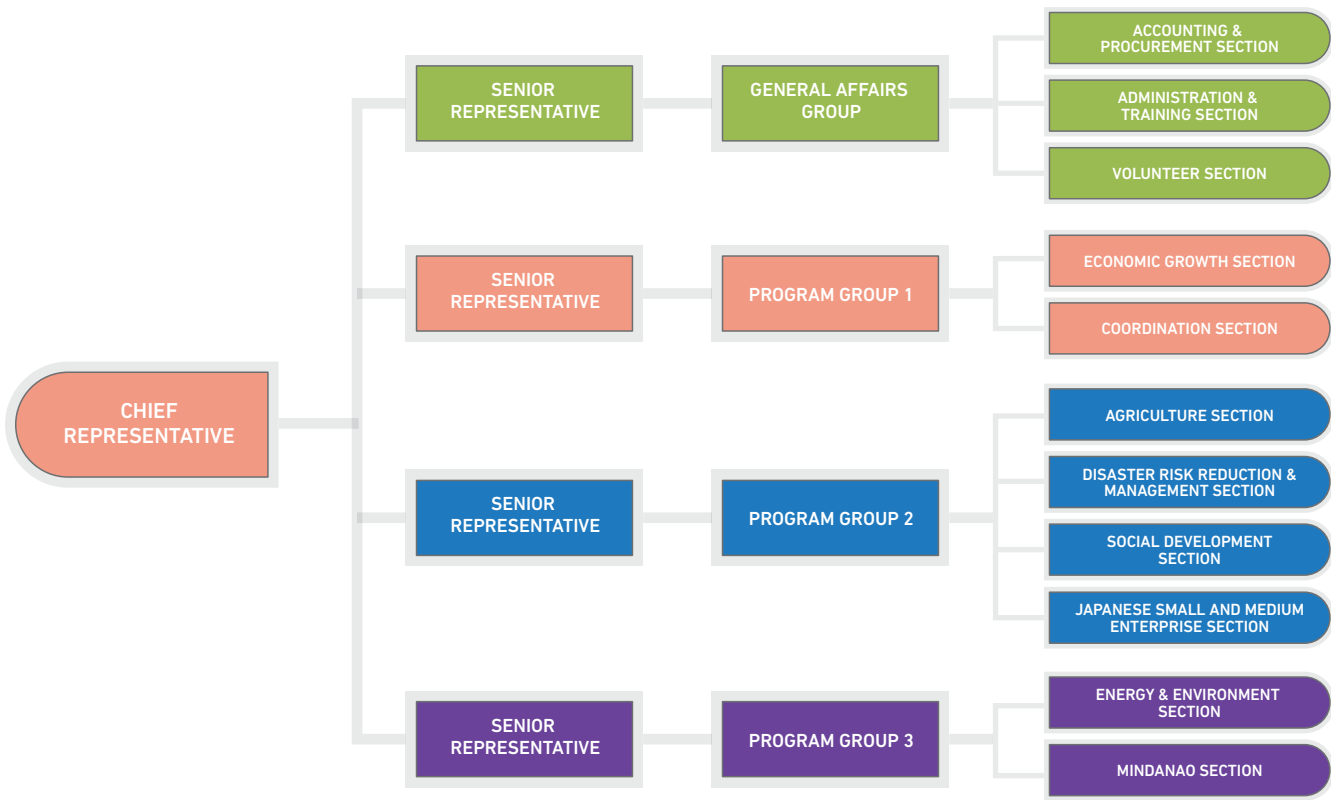 CHIEF
REPRESENTATIVE
SENIOR
REPRESENTATIVE
GENERAL AFFAIRS
GROUP
ACCOUNTING &
PROCUREMENT SECTION
ADMINISTRATION &
TRAINING SECTION
VOLUNTEER SECTION
SENIOR
REPRESENTATIVE
PROGRAM GROUP 1
ECONOMIC GROWTH SECTION
COORDINATION SECTION
SENIOR
REPRESENTATIVE
PROGRAM GROUP 2
AGRICULTURE SECTION
DISASTER RISK REDUCTION &
MANAGEMENT SECTION
SOCIAL DEVELOPMENT
SECTION
JAPANESE SMALL AND MEDIUM
ENTERPRISE SECTION
SENIOR
REPRESENTATIVE
PROGRAM GROUP 3
ENERGY & ENVIRONMENT
SECTION
MINDANAO SECTION